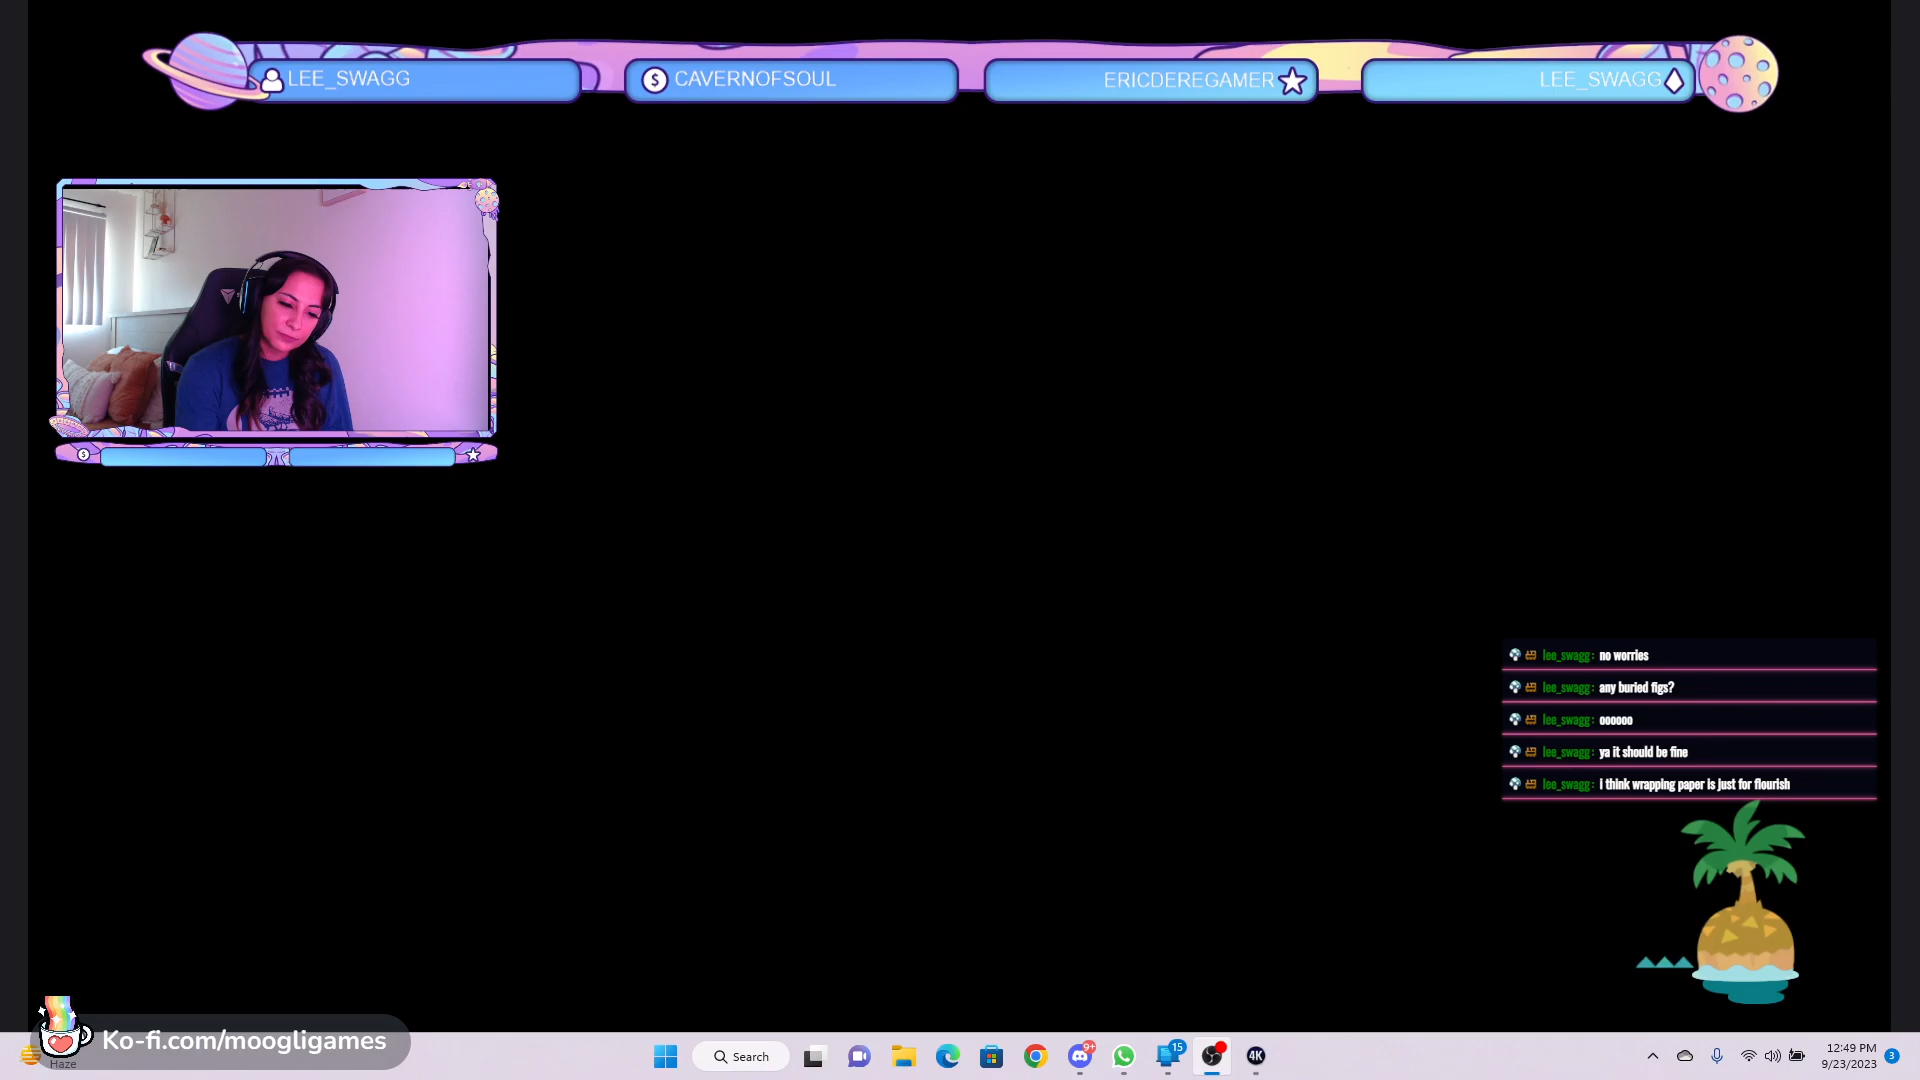 LEE_SWAGG
CAVERNOFSOUL
ERICDEREGAMER
LEE_SWAGG
lee_swagg: no worries
lee_swagg: any buried figs?
lee_swagg: oooooo
lee_swagg: ya it should be fine
lee_swagg: i think wrapping paper is just for flourish
Ko-fi.com/moogligames
Haze
Search
9+
15
4K
12:49 PM
9/23/2023
3